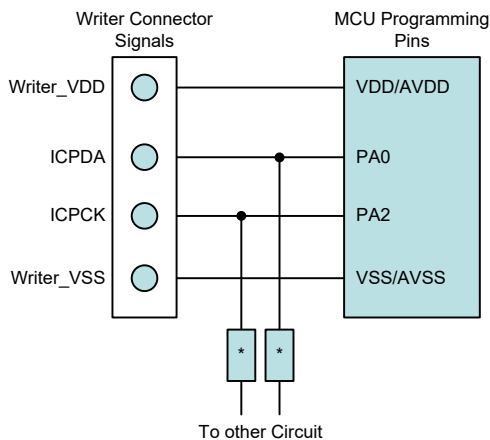 Writer Connector
Signals
MCU Programming
Pins
Writer_VDD
VDD/AVDD
ICPDA
PA0
ICPCK
PA2
Writer_VSS
VSS/AVSS
*
*
To other Circuit